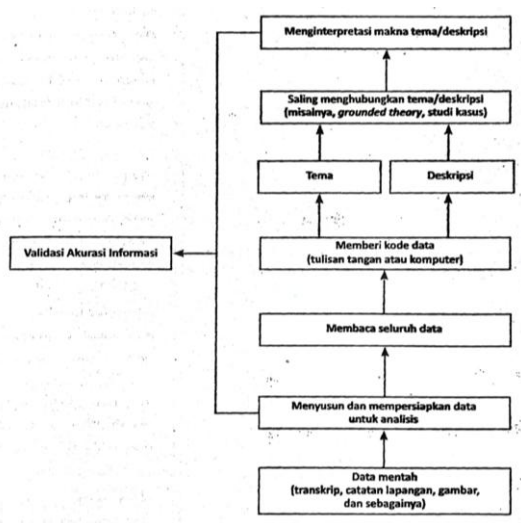 Menginterpretasi makna tema/deskripsi
Saling menghubungkan tema/deskripsi
(misalnya, grounded theory, studi kasus)
Tema
Deskripsi
Memberi kode data
(tulisan tangan atau komputer)
Validasi Akurasi Informasi
Membaca seluruh data
Menyusun dan mempersiapkan data
untuk analisis
Data mentah
(transkrip, catatan lapangan, gambar,
dan sebagainya)